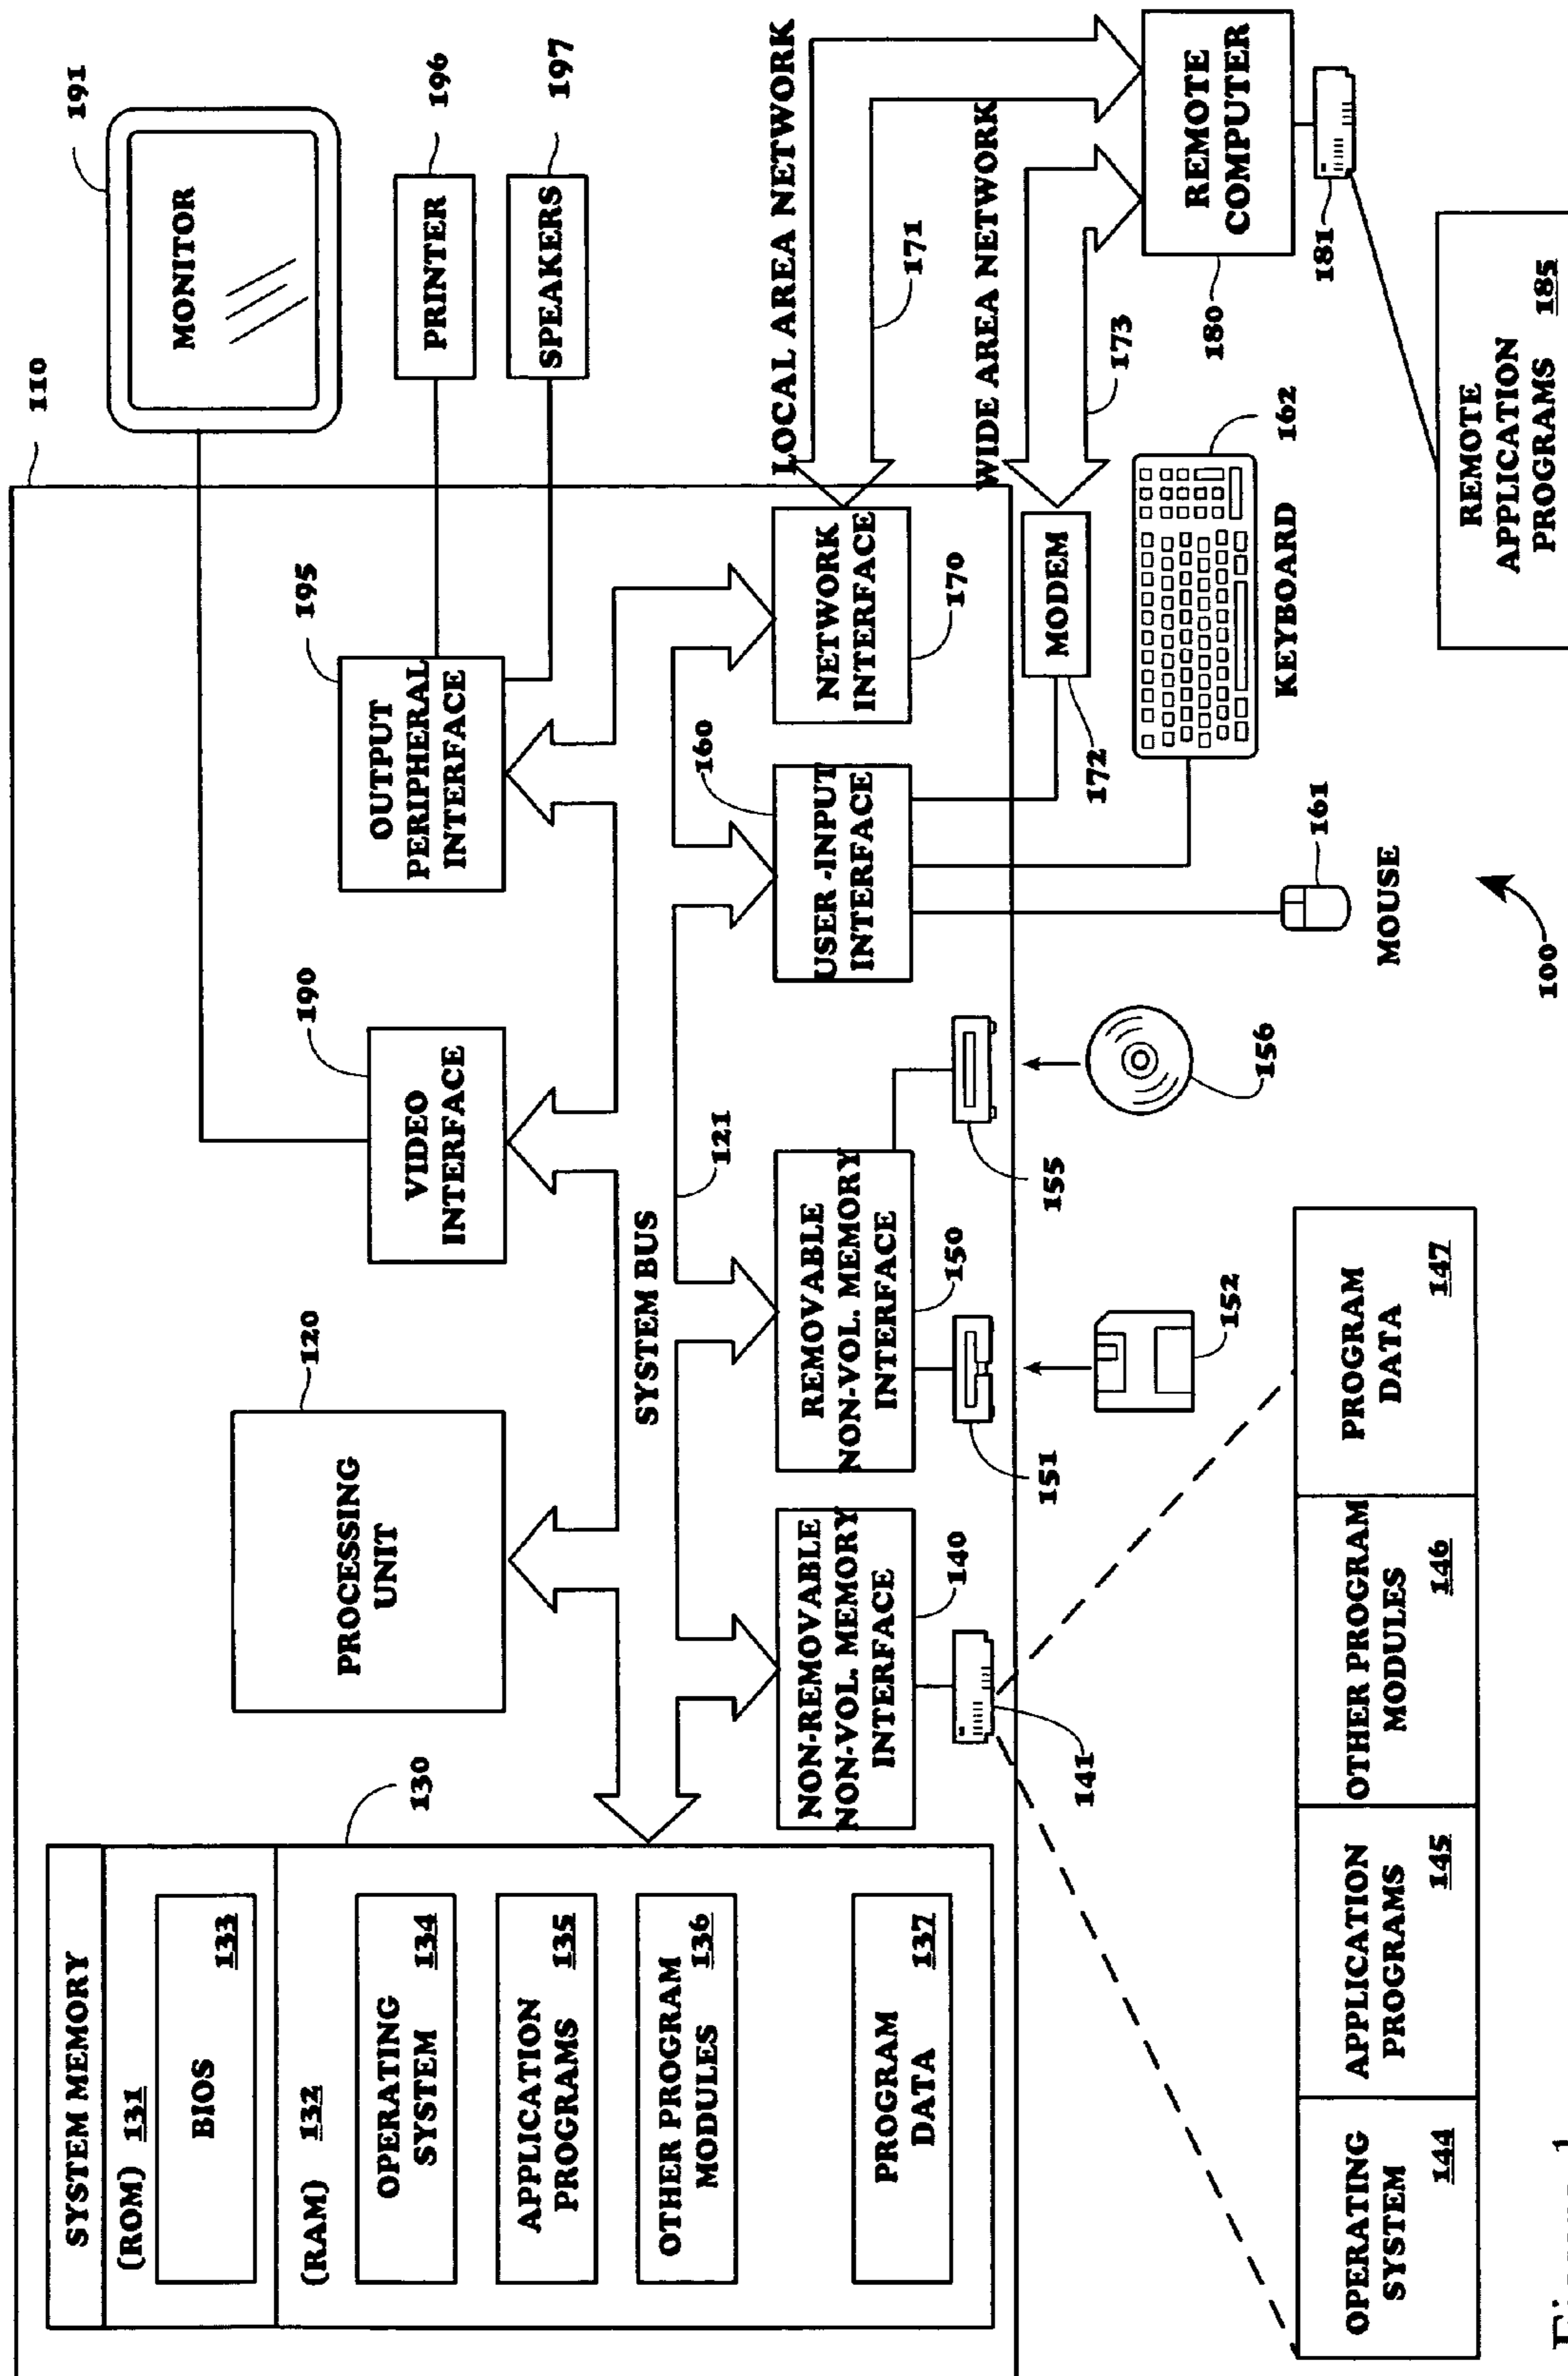 110
191
MONITOR
196
PRINTER
197
SPEAKERS
SYSTEM MEMORY
(ROM) 131
BIOS
133
(RAM) 132
OPERATING
SYSTEM 134
APPLICATION
PROGRAMS 135
OTHER PROGRAM
MODULES 136
PROGRAM
DATA 137
130
120
PROCESSING
UNIT
190
VIDEO
INTERFACE
195
OUTPUT
PERIPHERAL
INTERFACE
SYSTEM BUS
121
NON-REMOVABLE
NON-VOL. MEMORY
INTERFACE
140
141
REMOVABLE
NON-VOL. MEMORY
INTERFACE
150
151
155
152
156
160
USER-INPUT
INTERFACE
NETWORK
INTERFACE
170
LOCAL AREA NETWORK
171
WIDE AREA NETWORK
173
MODEM
172
162
KEYBOARD
161
MOUSE
REMOTE
COMPUTER
180
181
REMOTE
APPLICATION
PROGRAMS 185
OPERATING
SYSTEM
144
APPLICATION
PROGRAMS
145
OTHER PROGRAM
MODULES
146
PROGRAM
DATA
147
100
Figure 1